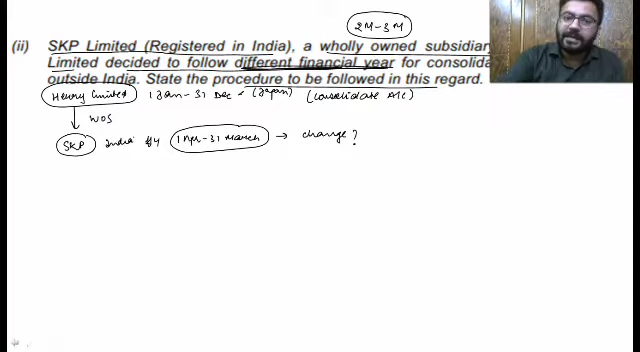 2M-3M
(ii) SKP Limited (Registered in India), a wholly owned subsidiary
Limited decided to follow different financial year for consolida
outside India. State the procedure to be followed in this regard.
Henry Limited 1 Jan - 31 Dec - (Japan) (consolidate A/c)
WOS
SKP India FY 1 Apr - 31 March → change?